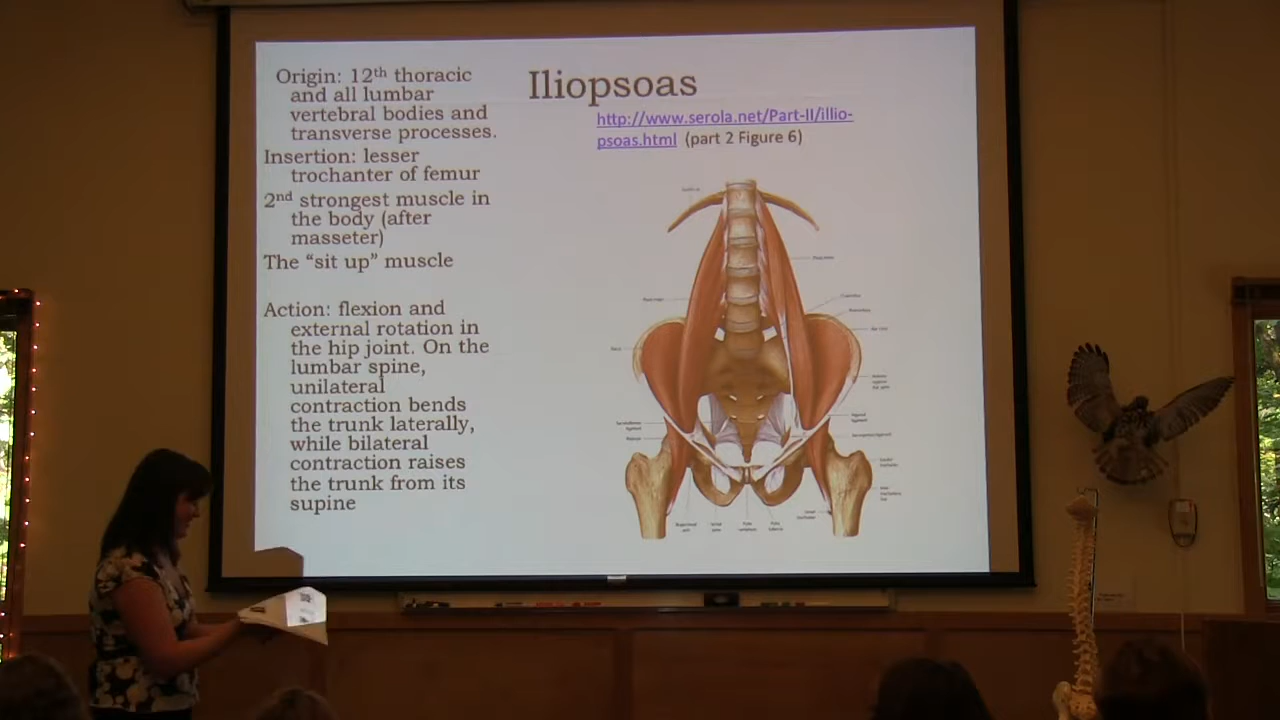 Iliopsoas
http://www.serola.net/Part-II/illio-
psoas.html (part 2 Figure 6)
Origin: 12th thoracic
and all lumbar
vertebral bodies and
transverse processes.
Insertion: lesser
trochanter of femur
2nd strongest muscle in
the body (after
masseter)
The “sit up” muscle
Action: flexion and
external rotation in
the hip joint. On the
lumbar spine,
unilateral
contraction bends
the trunk laterally,
while bilateral
contraction raises
the trunk from its
supine